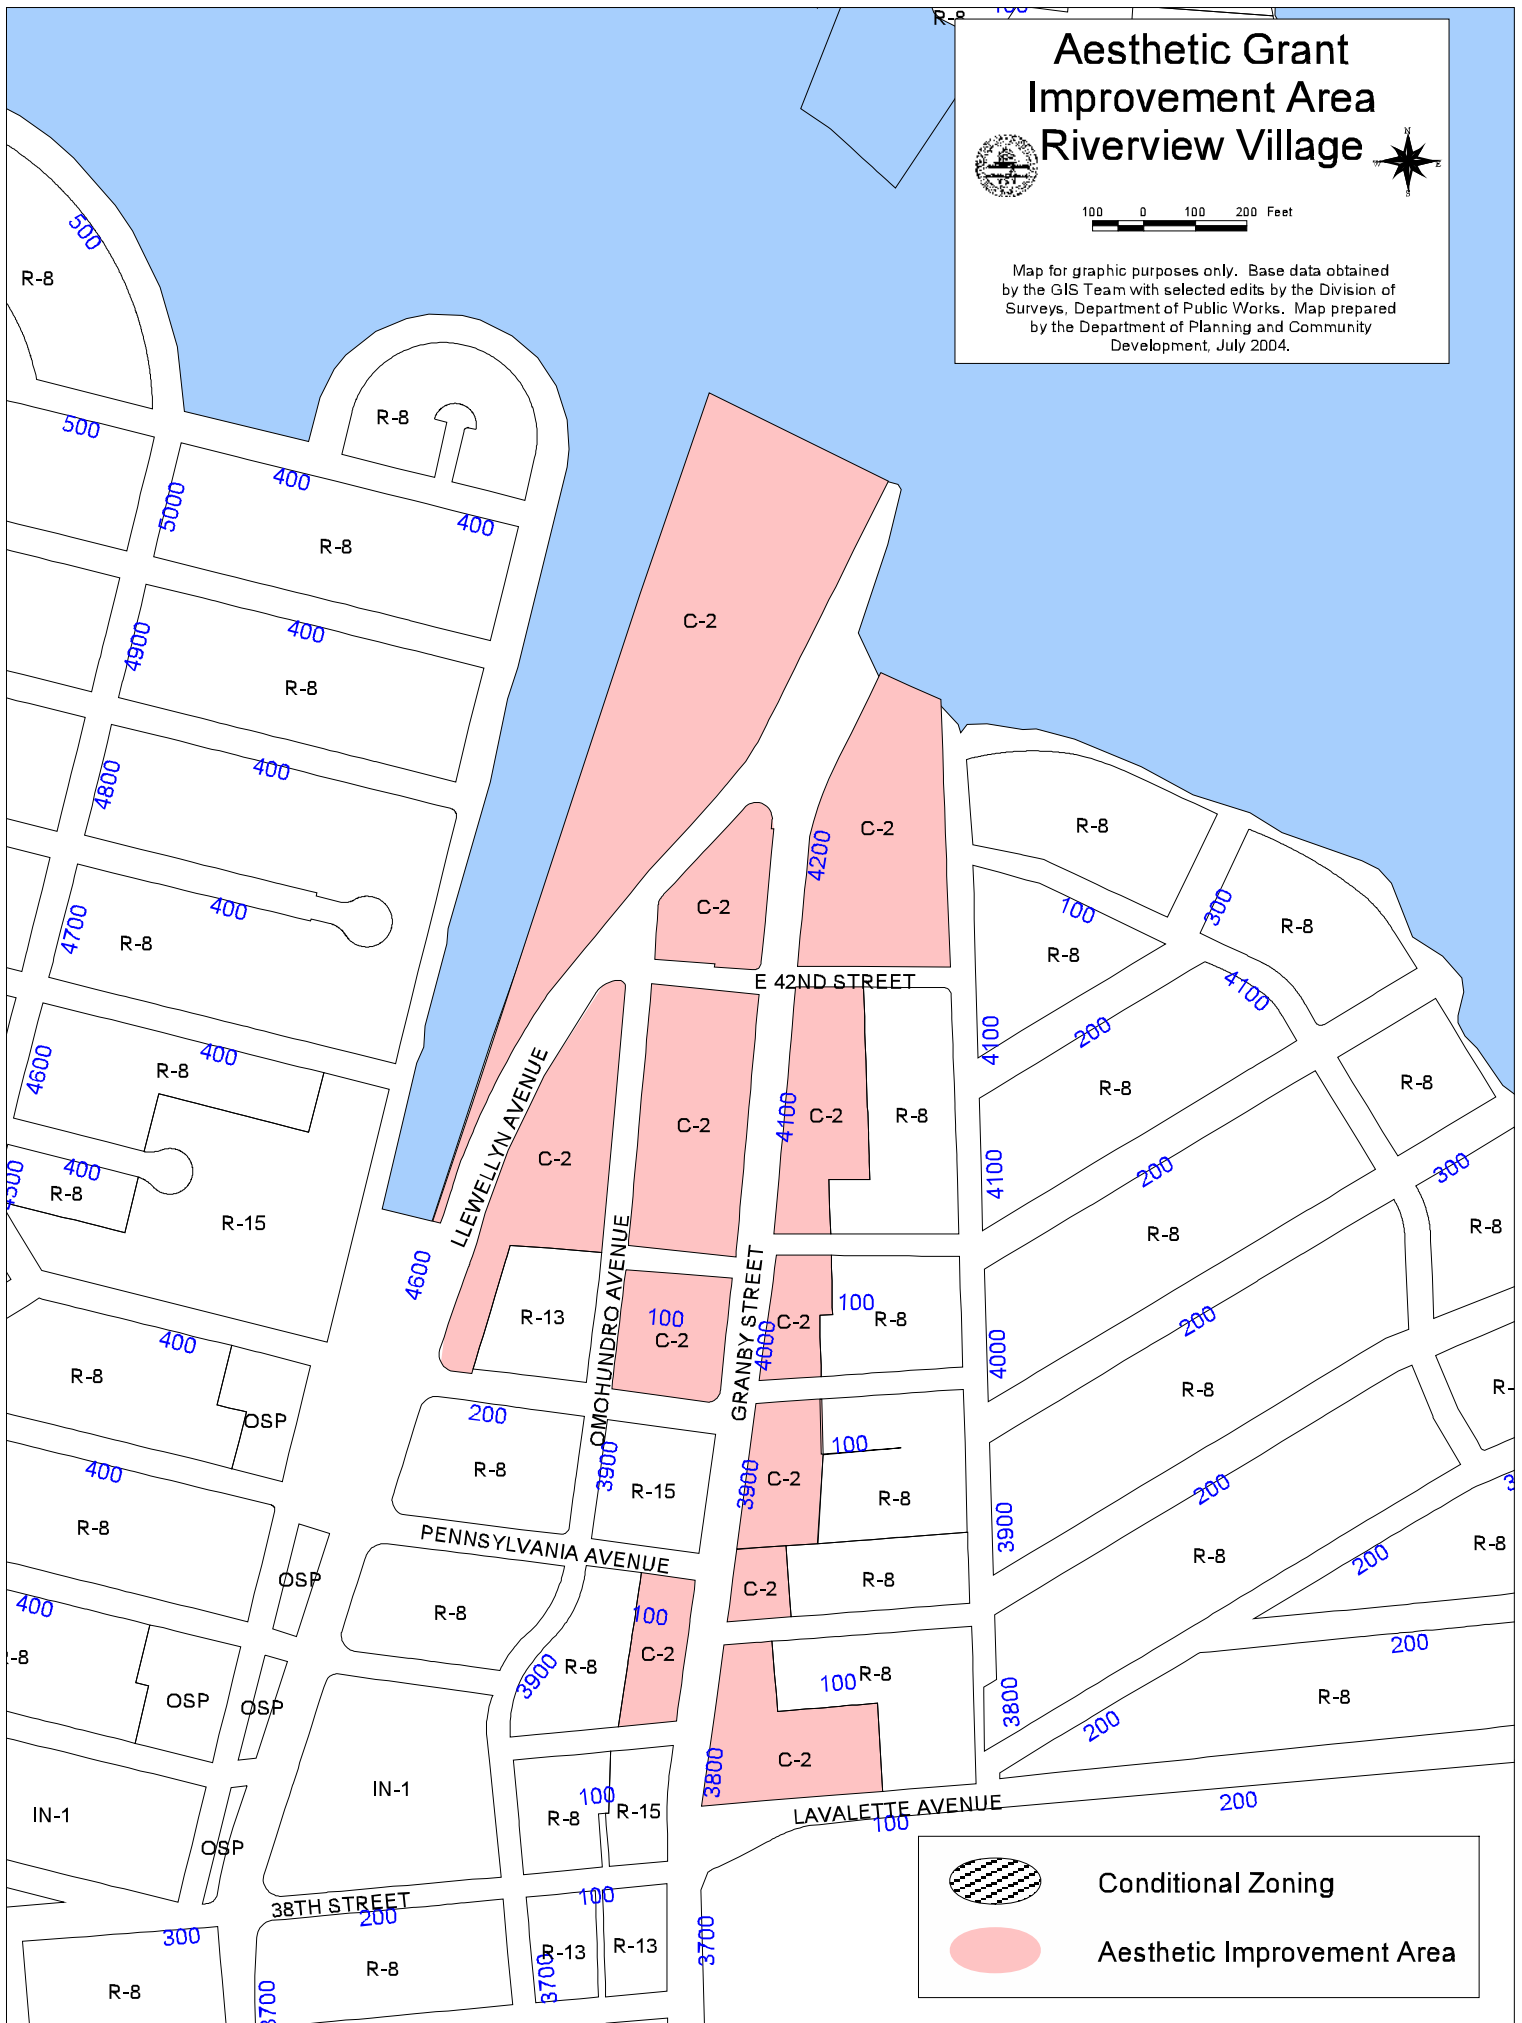 R-8
100
Aesthetic Grant
Improvement Area
Riverview Village
N
W E
S
100 0 100 200 Feet
Map for graphic purposes only. Base data obtained
by the GIS Team with selected edits by the Division of
Surveys, Department of Public Works. Map prepared
by the Department of Planning and Community
Development, July 2004.
500
R-8
500
R-8
400
5000
400
R-8
C-2
4900
400
R-8
4800
400
C-2
4200
R-8
4700
400
R-8
C-2
100
300
R-8
R-8
E 42ND STREET
4100
4600
400
R-8
4100
200
R-8
R-8
LLEWELLYN AVENUE
C-2
C-2
4100
C-2
R-8
400
R-8
R-15
4100
200
300
R-8
R-8
4600
OMOHUNDRO AVENUE
GRANBY STREET
R-13
100
C-2
C-2
4000
100
R-8
4000
200
400
R-8
OSP
200
R-8
3900
R-15
3900
C-2
100
R-8
R-8
400
R-8
200
3900
PENNSYLVANIA AVENUE
OSP
C-2
R-8
R-8
200
R-8
400
R-8
100
C-2
3900
R-8
100
R-8
200
OSP
OSP
3800
200
R-8
C-2
3800
IN-1
IN-1
OSP
100
R-8
R-15
LAVALETTE AVENUE
100
200
38TH STREET
200
300
R-8
R-8
100
R-13
R-13
3700
3700
Conditional Zoning
Aesthetic Improvement Area